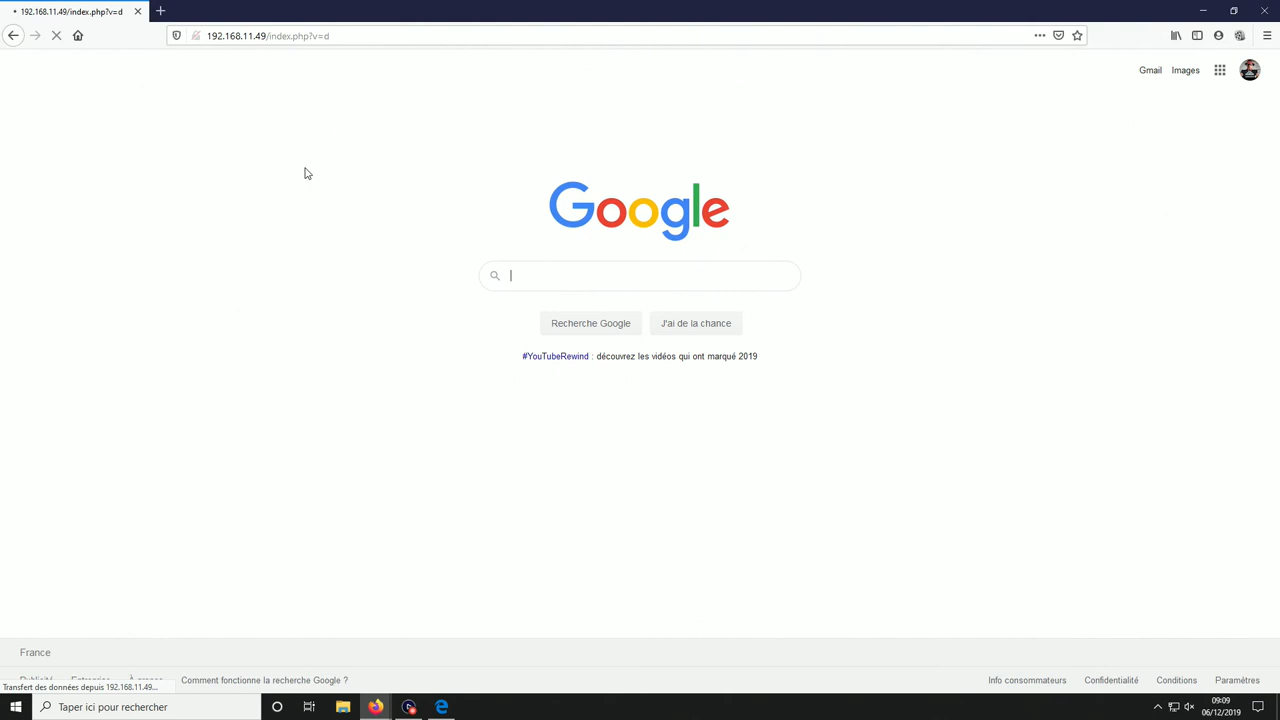 192.168.11.49/index.php?v=d
192.168.11.49/index.php?v=d
Gmail Images
Google
Recherche Google J'ai de la chance
#YouTubeRewind : découvrez les vidéos qui ont marqué 2019
France
Comment fonctionne la recherche Google ? Info consommateurs Confidentialité Conditions Paramètres
Transfert des données depuis 192.168.11.49...
Taper ici pour rechercher
09:09
06/12/2019